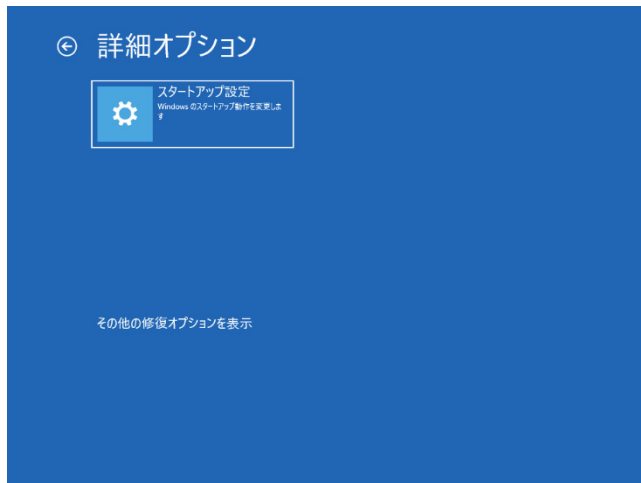 詳細オプション
スタートアップ設定
Windows のスタートアップ動作を変更しま
す
その他の修復オプションを表示